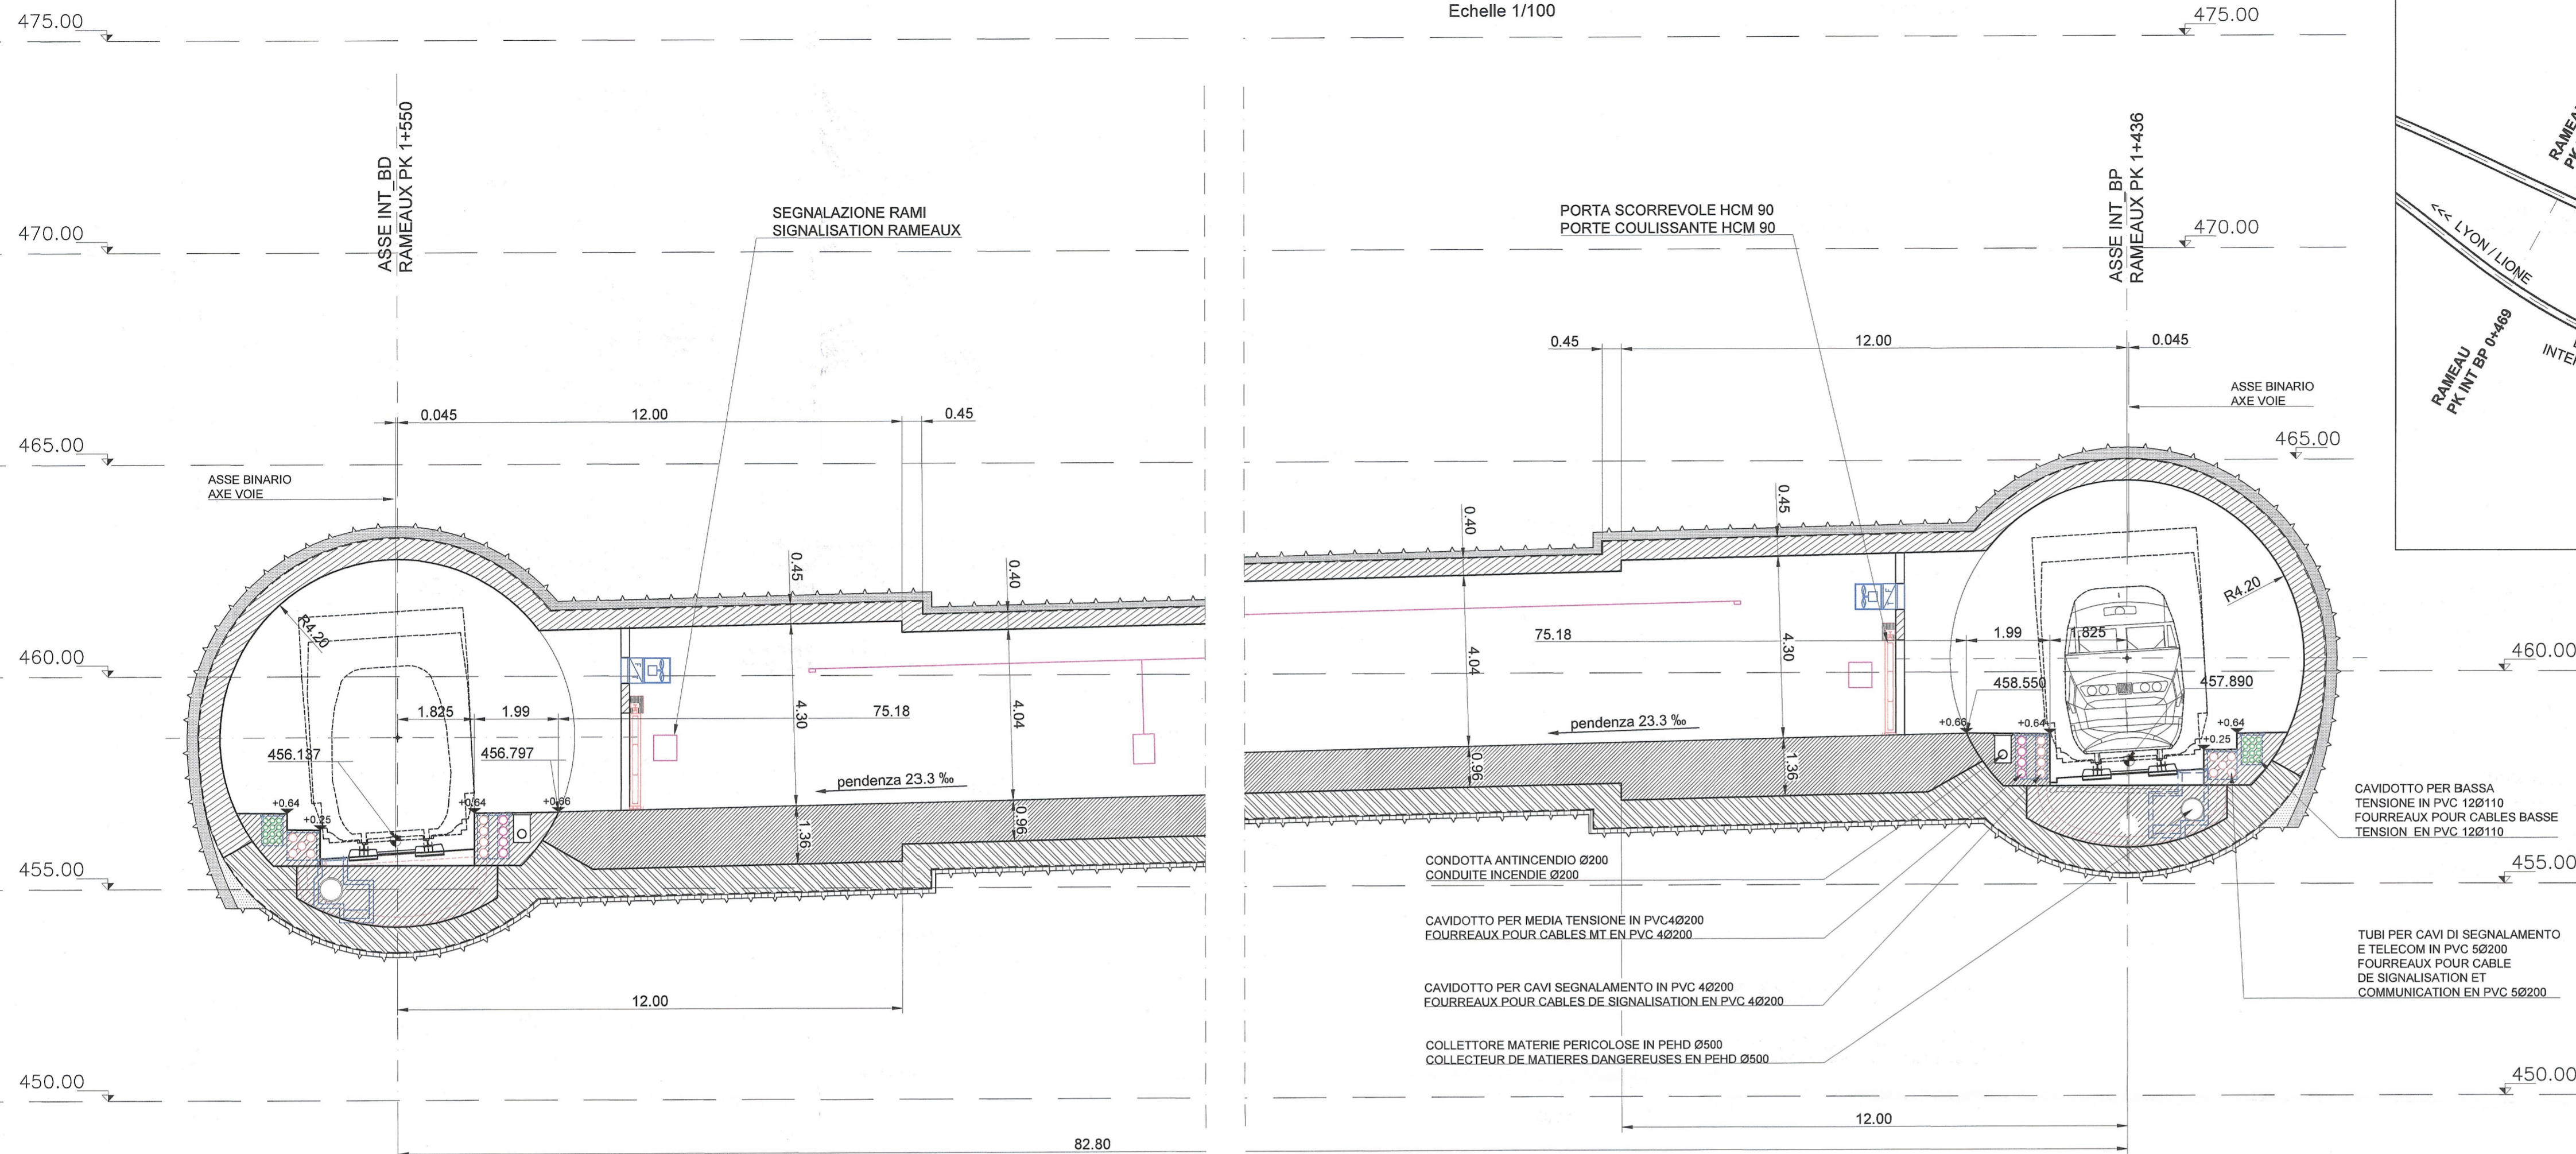 Echelle 1/100
475.00
475.00
470.00
470.00
465.00
465.00
460.00
460.00
455.00
455.00
450.00
450.00
ASSE INT_BD
RAMEAUX PK 1+550
SEGNALAZIONE RAMI
SIGNALISATION RAMEAUX
0.045
12.00
0.45
ASSE BINARIO
AXE VOIE
R4.20
1.825
1.99
75.18
456.137
456.797
+0.64
+0.25
+0.64
+0.66
0.45
0.40
4.30
4.04
pendenza 23.3 ‰
1.36
0.96
12.00
82.80
PORTA SCORREVOLE HCM 90
PORTE COULISSANTE HCM 90
ASSE INT_BP
RAMEAUX PK 1+436
0.45
12.00
0.045
ASSE BINARIO
AXE VOIE
0.40
0.45
R4.20
75.18
1.99
1.825
4.04
4.30
458.550
457.890
pendenza 23.3 ‰
+0.66
+0.64
+0.64
+0.25
0.96
1.36
CONDOTTA ANTINCENDIO Ø200
CONDUITE INCENDIE Ø200
CAVIDOTTO PER MEDIA TENSIONE IN PVC4Ø200
FOURREAUX POUR CABLES MT EN PVC 4Ø200
CAVIDOTTO PER CAVI SEGNALAMENTO IN PVC 4Ø200
FOURREAUX POUR CABLES DE SIGNALISATION EN PVC 4Ø200
COLLETTORE MATERIE PERICOLOSE IN PEHD Ø500
COLLECTEUR DE MATIERES DANGEREUSES EN PEHD Ø500
12.00
CAVIDOTTO PER BASSA
TENSIONE IN PVC 12Ø110
FOURREAUX POUR CABLES BASSE
TENSION EN PVC 12Ø110
TUBI PER CAVI DI SEGNALAMENTO
E TELECOM IN PVC 5Ø200
FOURREAUX POUR CABLE
DE SIGNALISATION ET
COMMUNICATION EN PVC 5Ø200
<<< LYON / LIONE
RAMEAU
PK INT BP 0+469